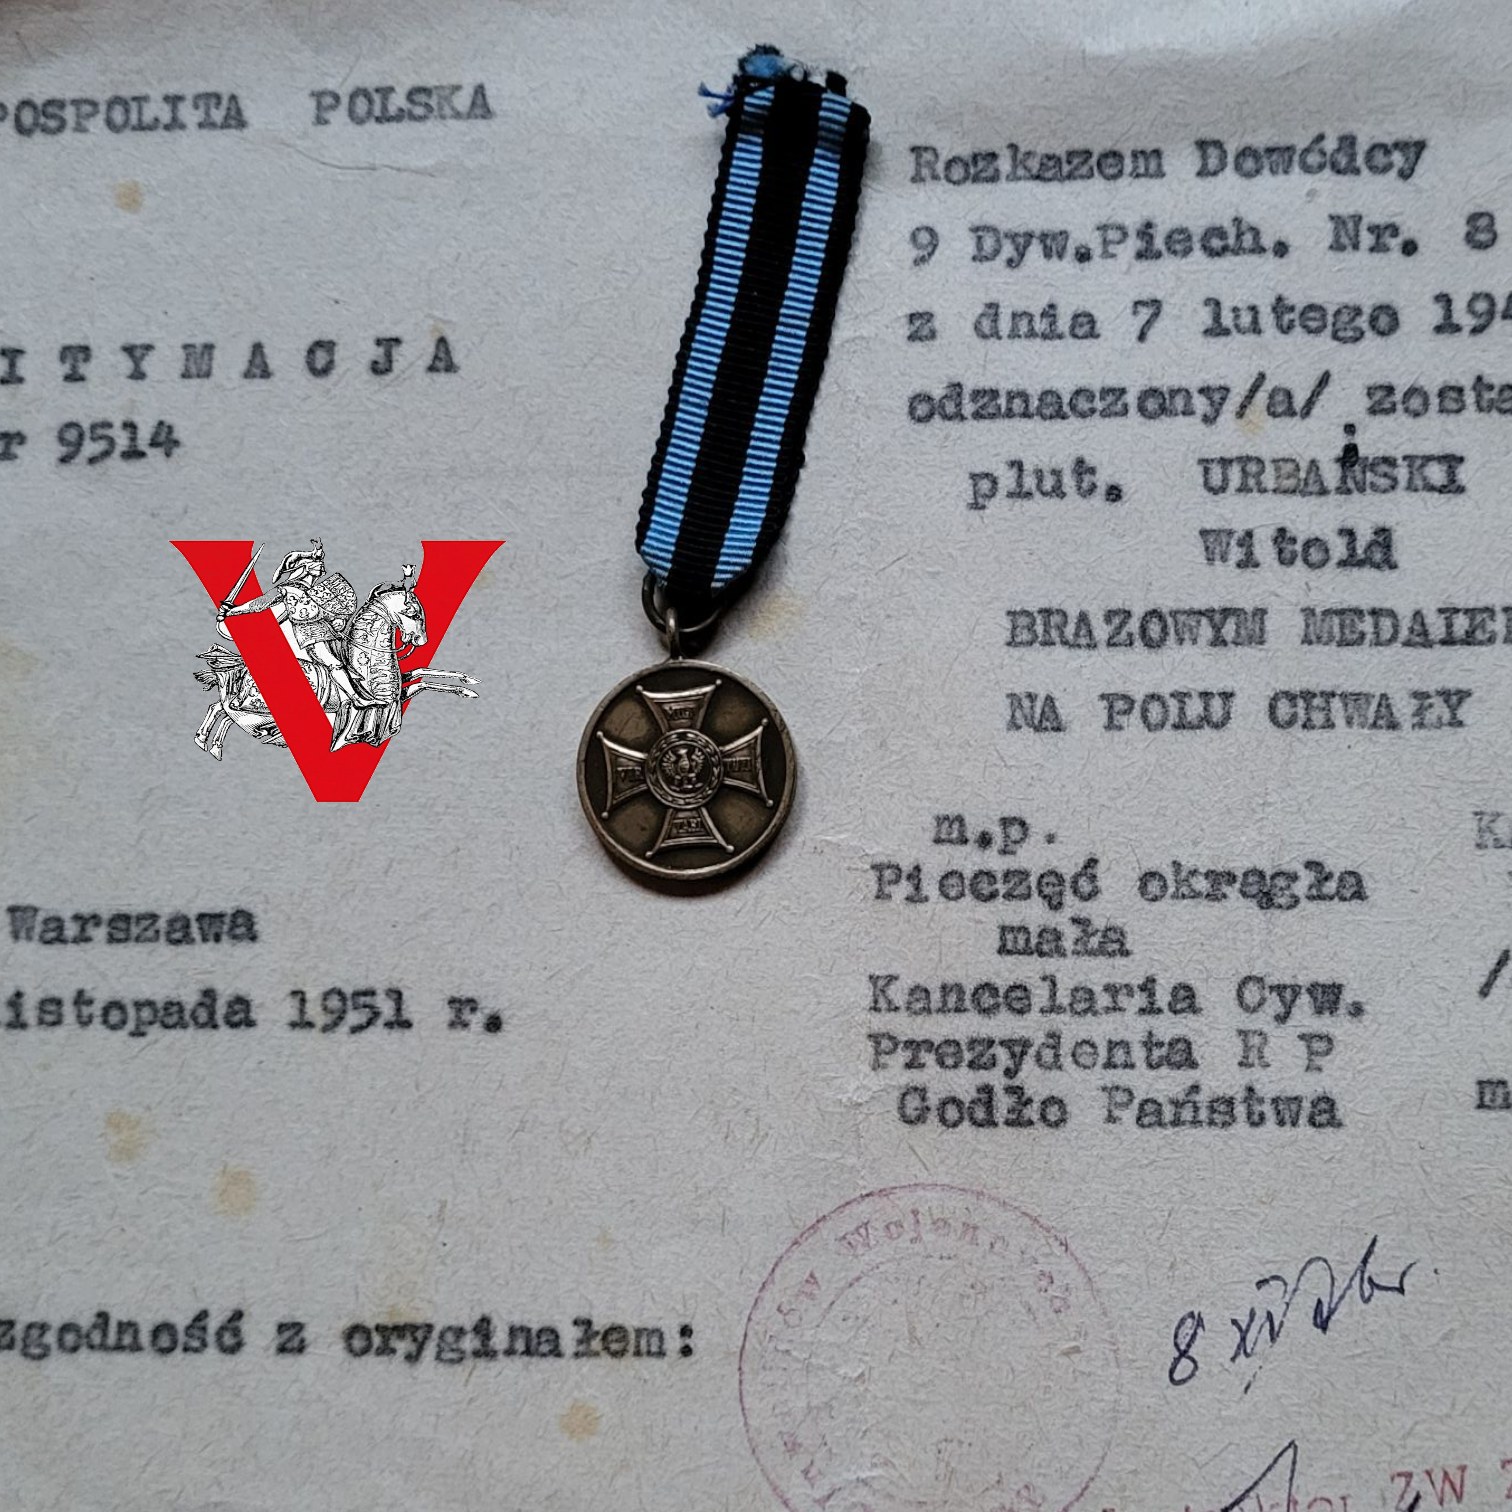 POSPOLITA POLSKA
ITYMACJA
r 9514
Warszawa
istopada 1951 r.
zgodność z oryginałem:
Rozkazem Dowódcy
9 Dyw.Piech. Nr. 8
z dnia 7 lutego 19
odznaczony/a/ zosta
plut. URBAŃSKI
Witold
BRAZOWYM MEDALE
NA POLU CHWAŁY
m.p.
Pieczęć okrągła
mała
Kancelaria Cyw.
Prezydenta R P
Godło Państwa
V